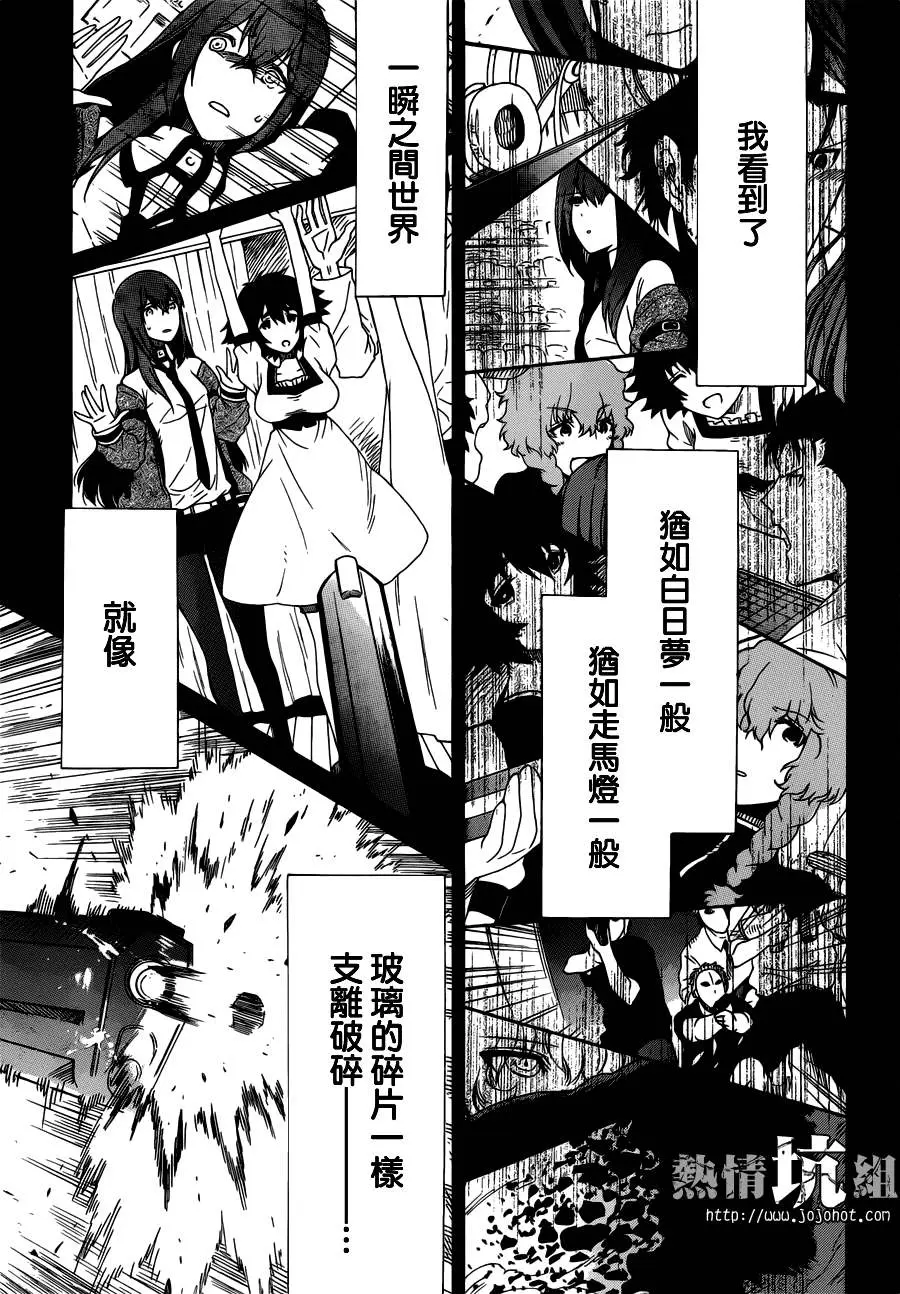 我看到了
猶如白日夢一般
猶如走馬燈一般
一瞬之間世界
就像
玻璃的碎片一樣
支離破碎——……
熱情坑組
http://www.jojohot.com